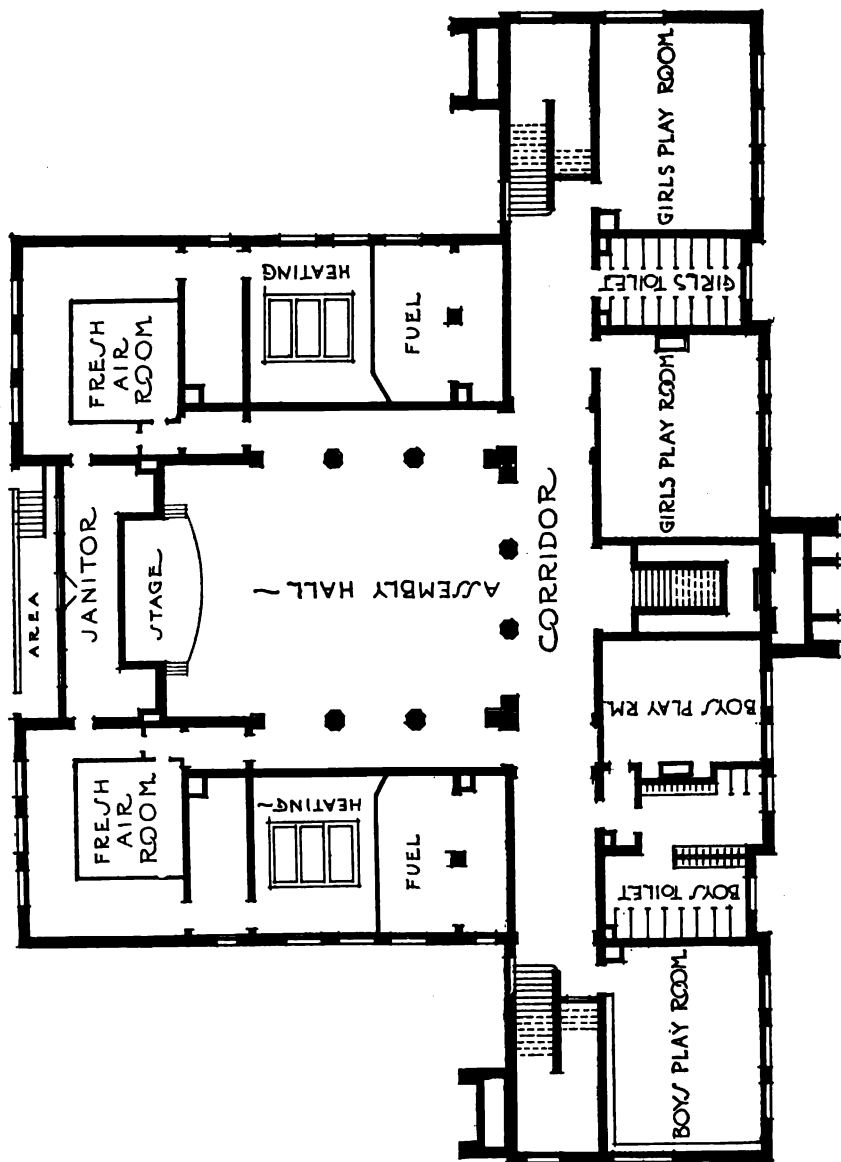 GIRLS PLAY ROOM
GIRLS TOILET
HEATING
FUEL
FRESH
AIR
ROOM
GIRLS PLAY ROOM
CORRIDOR
ASSEMBLY HALL ~
STAGE
JANITOR
AREA
BOYS PLAY RM.
FRESH
AIR
ROOM
HEATING~
FUEL
BOYS TOILET
BOYS PLAY ROOM